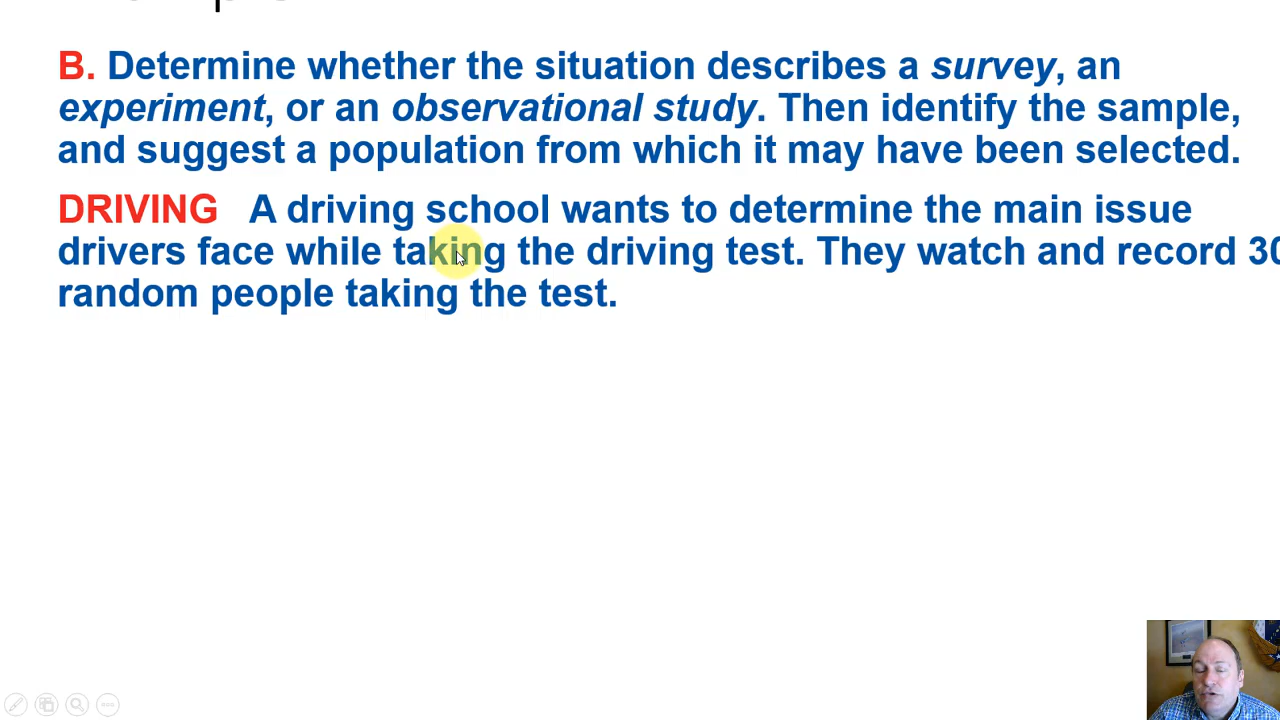 B. Determine whether the situation describes a survey, an
experiment, or an observational study. Then identify the sample,
and suggest a population from which it may have been selected.
DRIVING A driving school wants to determine the main issue
drivers face while taking the driving test. They watch and record 30
random people taking the test.